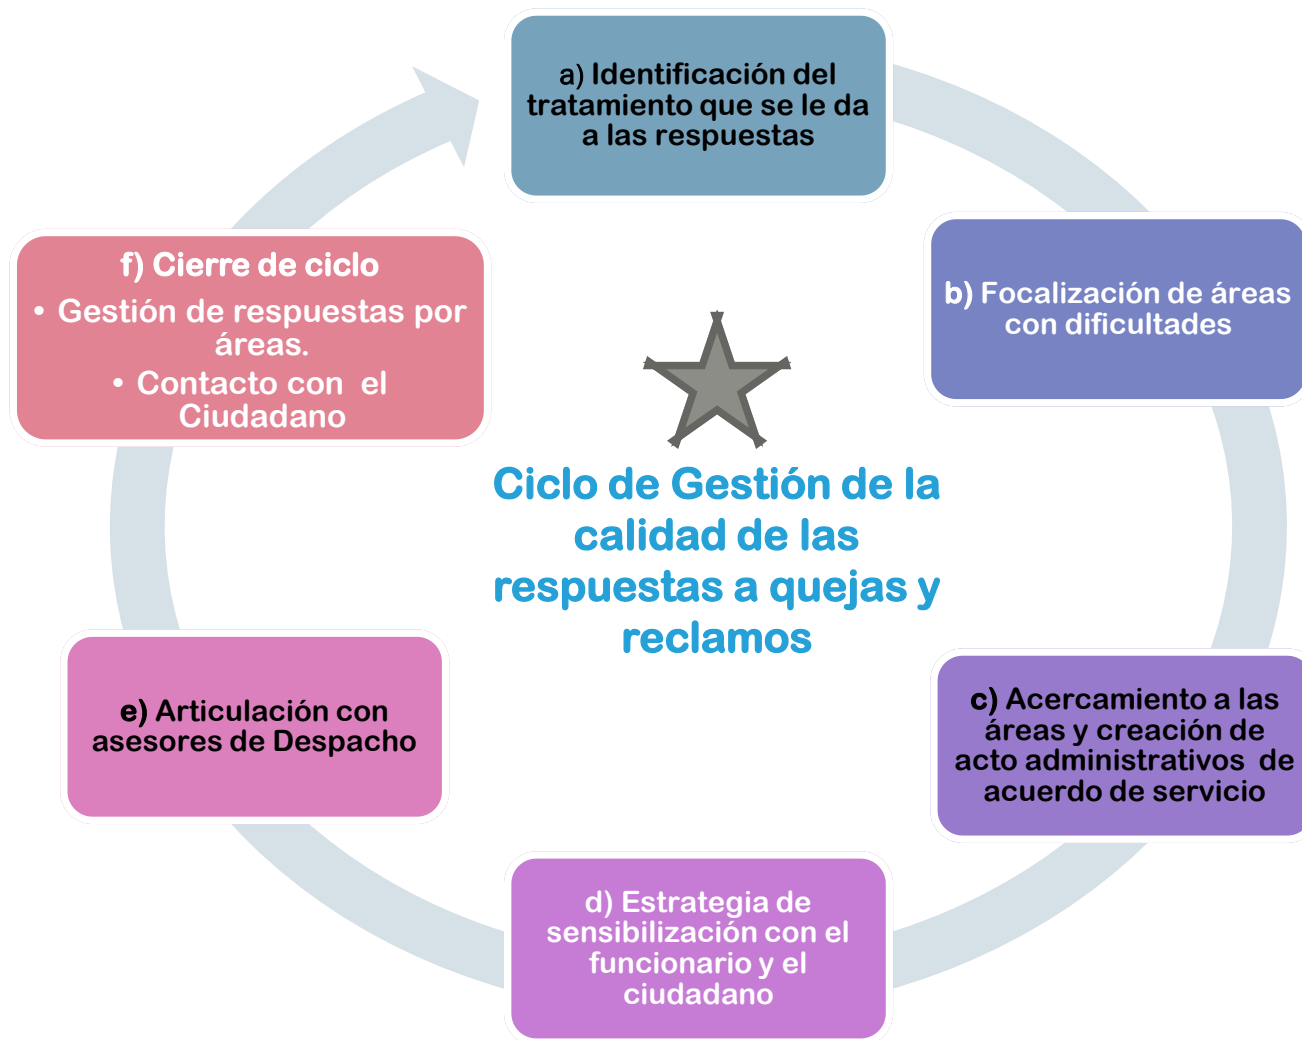 a) Identificación del
tratamiento que se le da
a las respuestas
b) Focalización de áreas
con dificultades
c) Acercamiento a las
áreas y creación de
acto administrativos  de
acuerdo de servicio
d) Estrategia de
sensibilización con el
funcionario y el
ciudadano
e) Articulación con
asesores de Despacho
f) Cierre de ciclo
• Gestión de respuestas por
áreas.
• Contacto con  el
Ciudadano
Ciclo de Gestión de la
calidad de las
respuestas a quejas y
reclamos